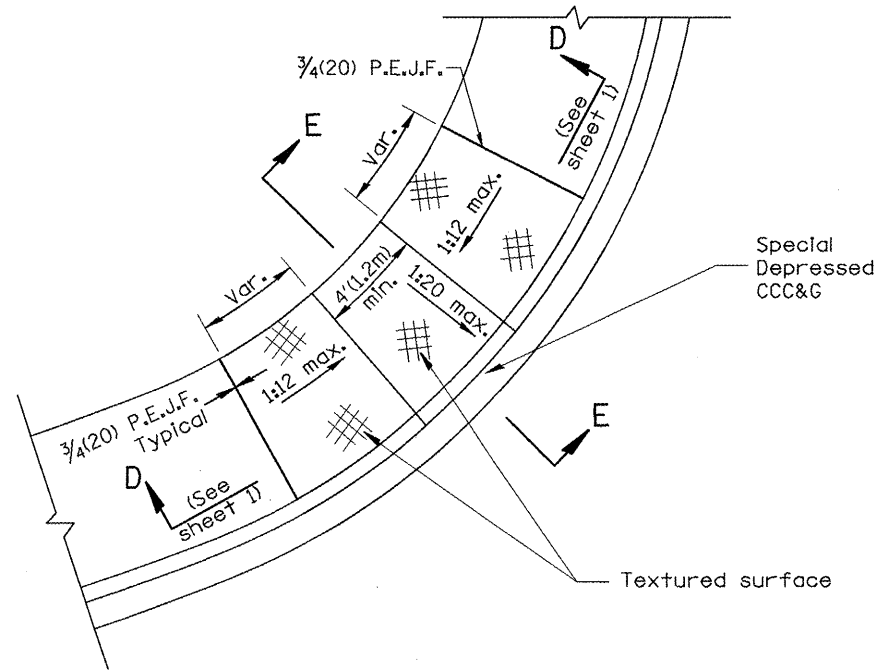 D
3/4(20) P.E.J.F.
(See
sheet 1)
E
Var.
1:12 max.
Special
Depressed
CCC&G
Var.
4'(1.2m)
min.
1:20 max.
1:12 max.
3/4(20) P.E.J.F.
Typical
E
D
(See
sheet 1)
Textured surface